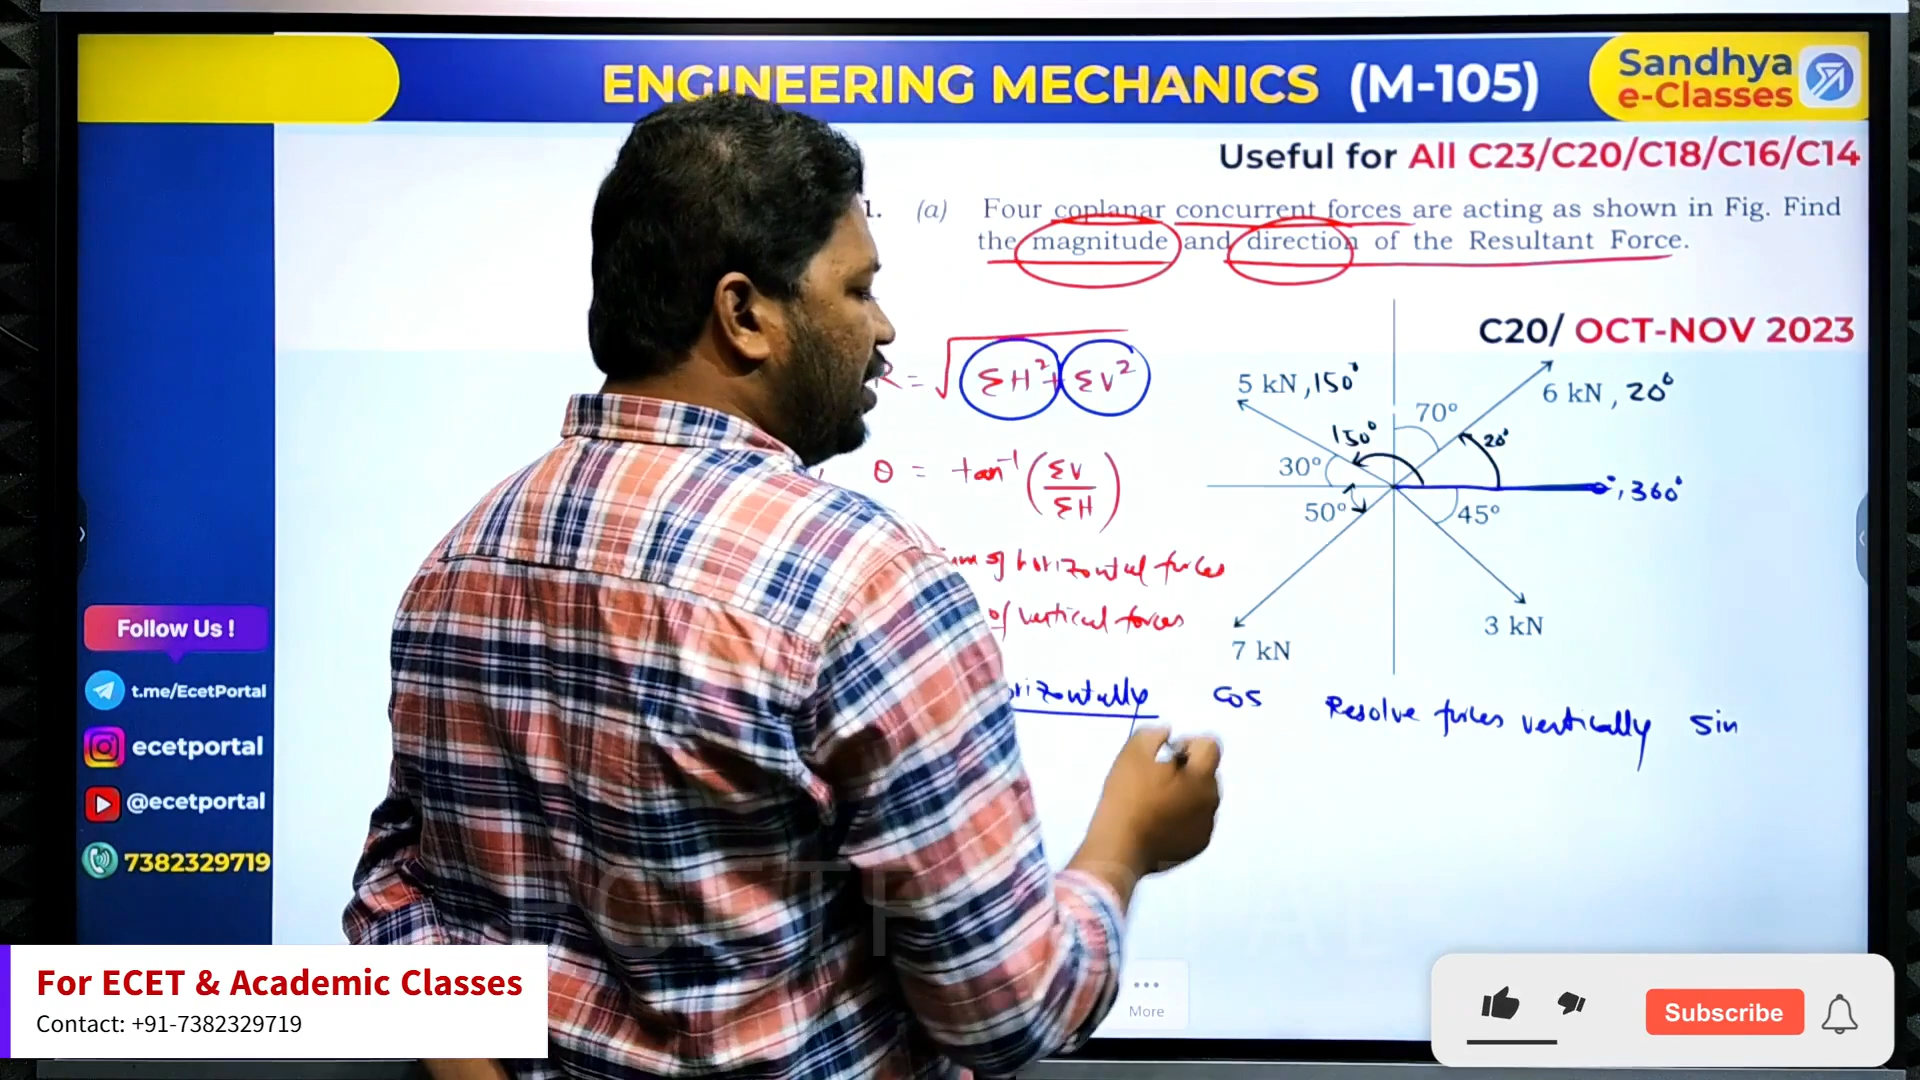 ENGINEERING MECHANICS (M-105)
Sandhya
e-Classes
Useful for All C23/C20/C18/C16/C14
1. (a) Four coplanar concurrent forces are acting as shown in Fig. Find
the magnitude and direction of the Resultant Force.
C20/ OCT-NOV 2023
R = √ΣH²+ΣV²
5 kN ,150°
6 kN , 20°
70°
150°
20°
θ = tan⁻¹(ΣV/ΣH)
30°
0°, 360°
50°
45°
of horizontal forces
of vertical forces
3 kN
7 kN
Cos
Resolve forces vertically Sin
Follow Us !
t.me/EcetPortal
ecetportal
@ecetportal
7382329719
ECETPORTAL
For ECET & Academic Classes
Contact: +91-7382329719
More
Subscribe